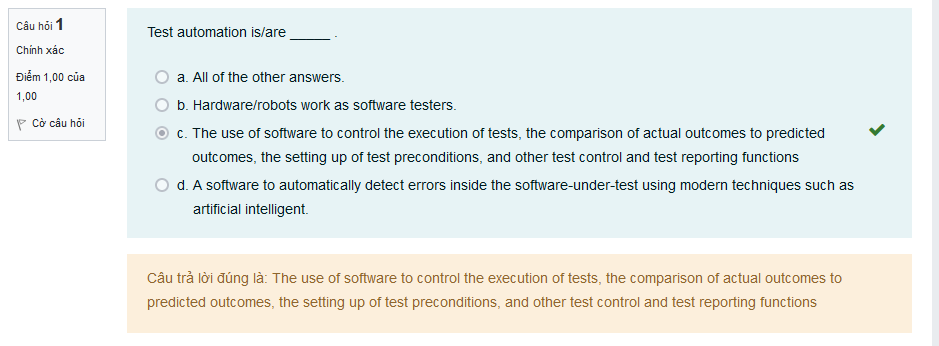 Câu hỏi 1
Chính xác
Điểm 1,00 của
1,00
Cờ câu hỏi
Test automation is/are _____ .
a. All of the other answers.
b. Hardware/robots work as software testers.
c. The use of software to control the execution of tests, the comparison of actual outcomes to predicted
outcomes, the setting up of test preconditions, and other test control and test reporting functions
d. A software to automatically detect errors inside the software-under-test using modern techniques such as
artificial intelligent.
Câu trả lời đúng là: The use of software to control the execution of tests, the comparison of actual outcomes to
predicted outcomes, the setting up of test preconditions, and other test control and test reporting functions